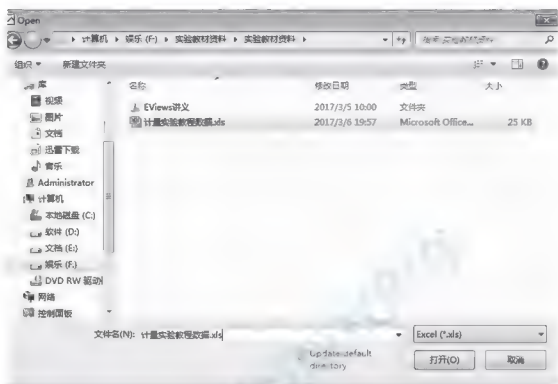 Open
计算机 ▸ 娱乐 (F:) ▸ 实验教材资料 ▸ 实验教材资料 ▸
组织 新建文件夹
库
视频
图片
文档
迅雷下载
音乐
Administrator
计算机
本地磁盘 (C:)
软件 (D:)
文档 (E:)
娱乐 (F:)
DVD RW 驱动
网络
控制面板
名称 修改日期 类型 大小
EViews讲义 2017/3/5 10:00 文件夹
计量实验教程数据.xls 2017/3/6 19:57 Microsoft Office... 25 KB
文件名(N): 计量实验教程数据.xls
Excel (*.xls)
Update default
directory
打开(O) 取消